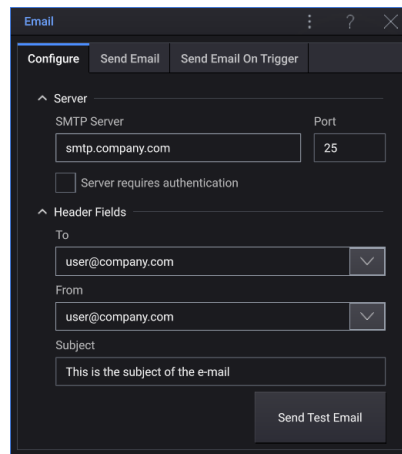 Email
?
Configure Send Email Send Email On Trigger
Server
SMTP Server Port
smtp.company.com 25
Server requires authentication
Header Fields
To
user@company.com
From
user@company.com
Subject
This is the subject of the e-mail
Send Test Email